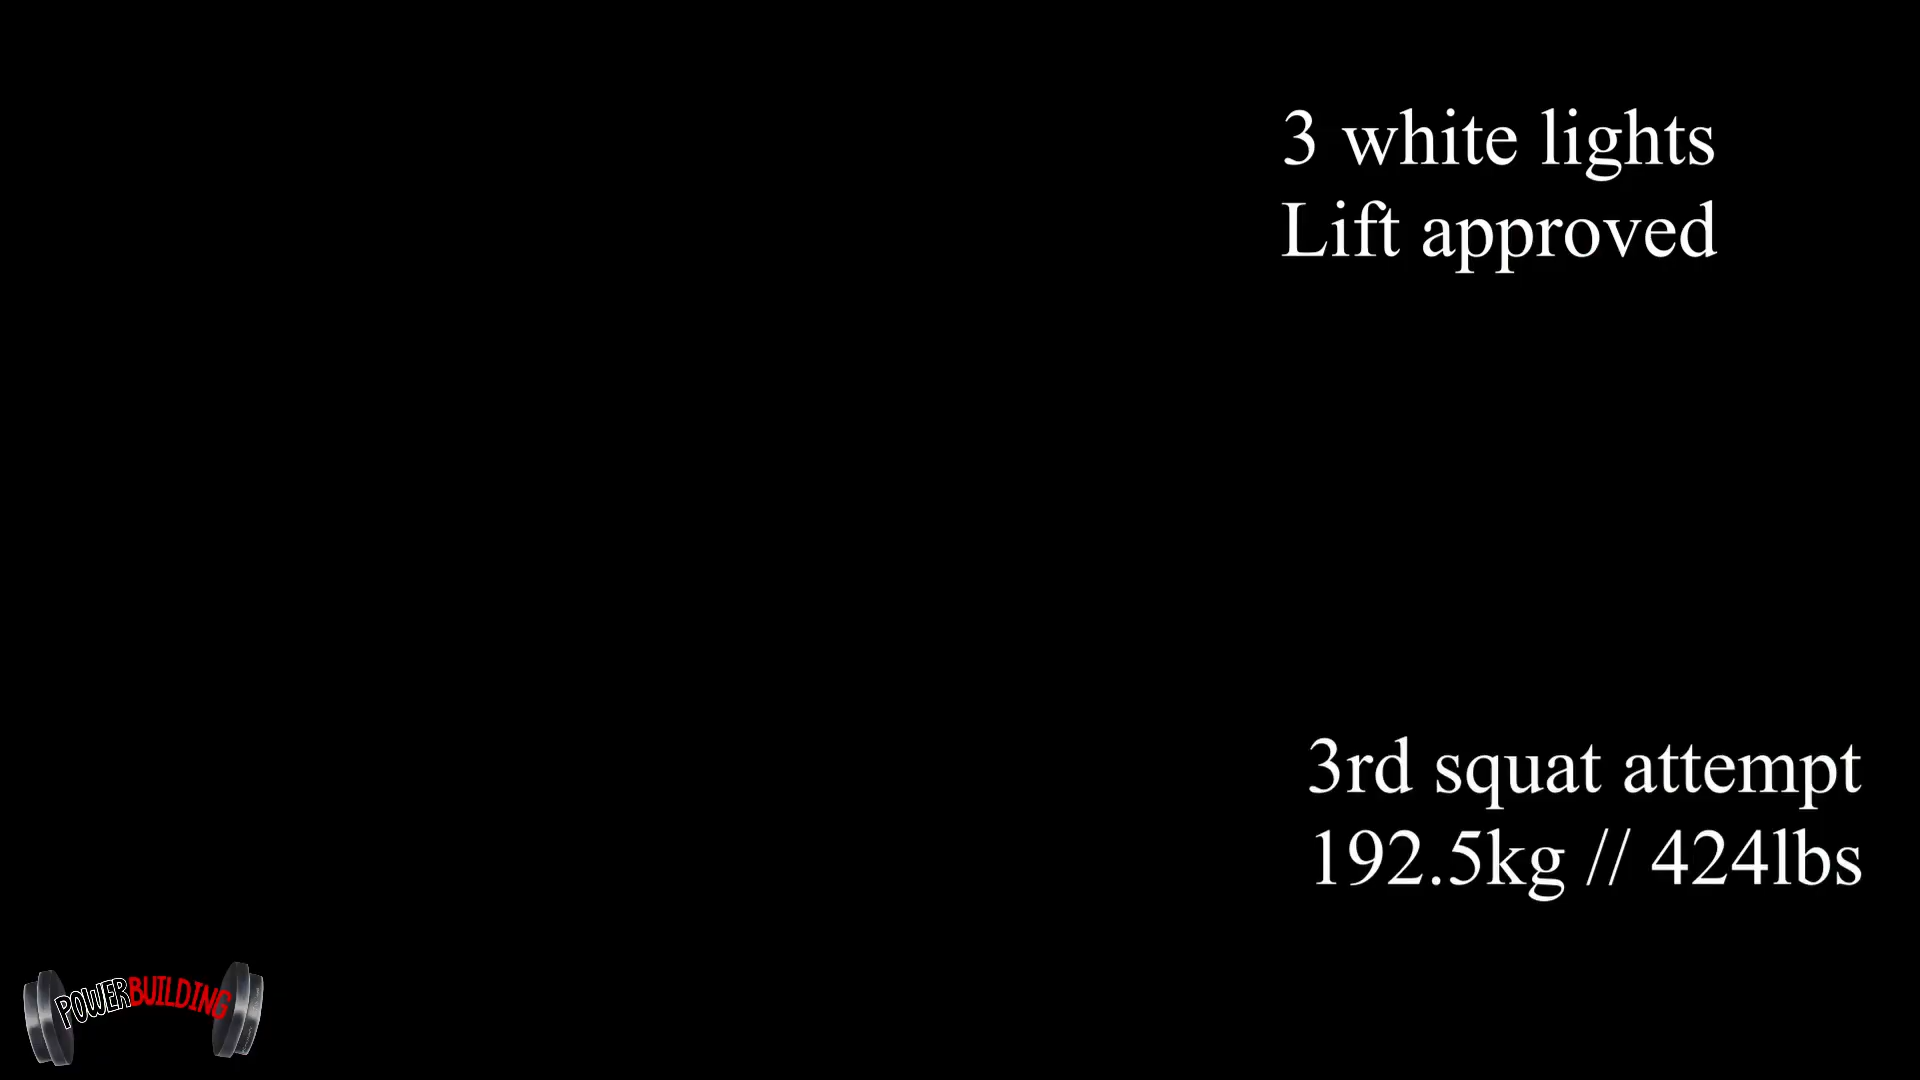 3 white lights
Lift approved
3rd squat attempt
192.5kg // 424lbs
POWERBUILDING